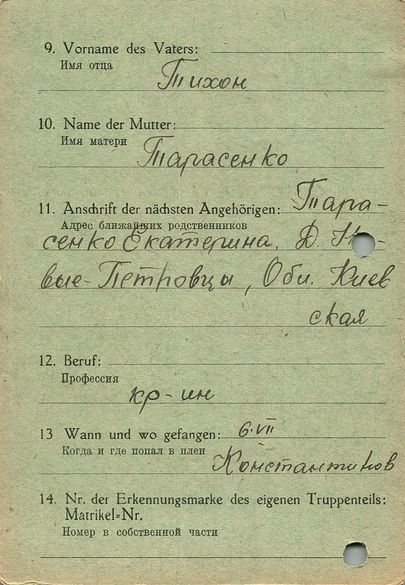 9. Vorname des Vaters:
Имя отца
Тихон
10. Name der Mutter:
Имя матери
Тарасенко
11. Anschrift der nächsten Angehörigen: Тара-
Адрес ближайших родственников
сенко Екатерина, Д. Но-
вые-Петровцы, Обл. Киев
ская
12. Beruf:
Профессия
кр-ин
13 Wann und wo gefangen: 6·VII
Когда и где попал в плен
Константинов
14. Nr. der Erkennungsmarke des eigenen Truppenteils:
Matrikel-Nr.
Номер в собственной части